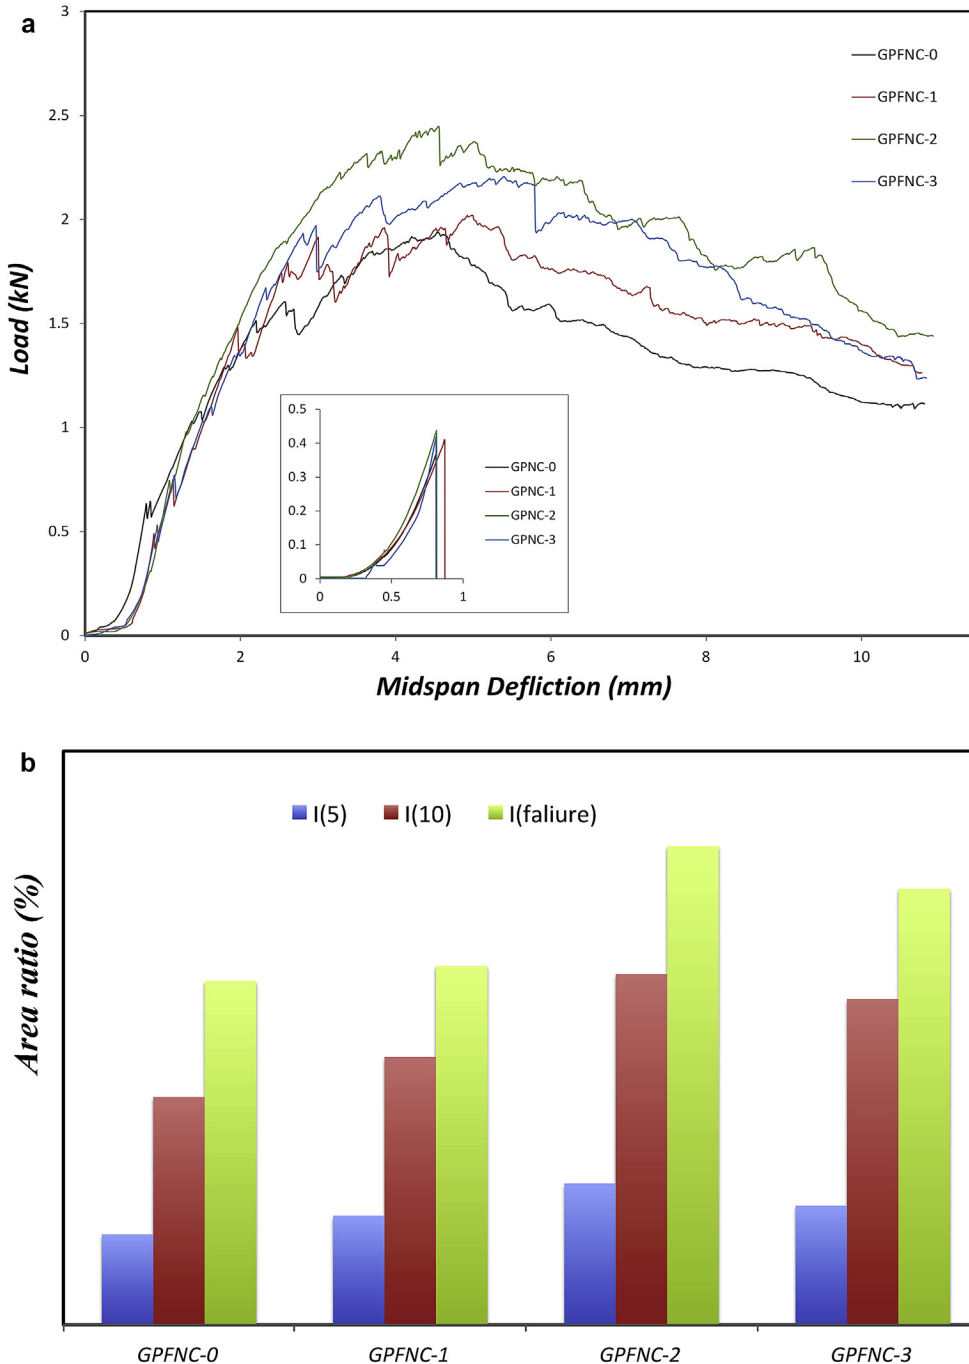 a
3
2.5
2
1.5
1
0.5
0
Load (kN)
GPFNC-0
GPFNC-1
GPFNC-2
GPFNC-3
0.5
0.4
0.3
0.2
0.1
0
GPNC-0
GPNC-1
GPNC-2
GPNC-3
0 0.5 1
0 2 4 6 8 10
Midspan Defliction (mm)
b
I(5) I(10) I(faliure)
Area ratio (%)
GPFNC-0 GPFNC-1 GPFNC-2 GPFNC-3